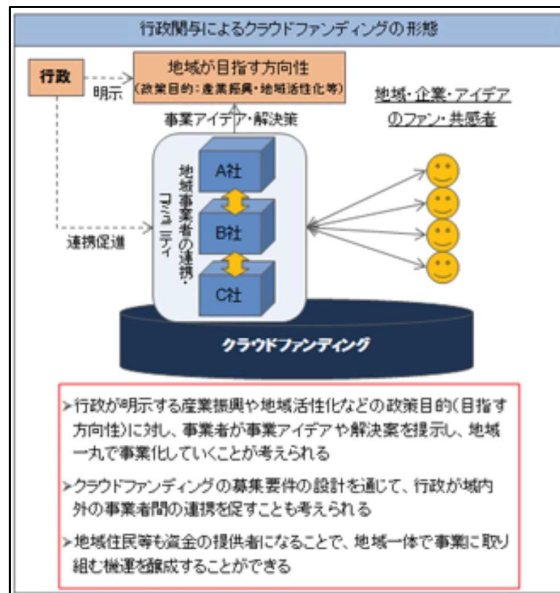 行政関与によるクラウドファンディングの形態
行政
明示
地域が目指す方向性
(政策目的:産業振興・地域活性化等)
事業アイデア・解決策
地域・企業・アイデア
のファン・共感者
地域事業者の連携・
コミュニティ
A社
B社
C社
連携促進
クラウドファンディング
➢行政が明示する産業振興や地域活性化などの政策目的(目指す
方向性)に対し、事業者が事業アイデアや解決案を提示し、地域
一丸で事業化していくことが考えられる
➢クラウドファンディングの募集要件の設計を通じて、行政が域内
外の事業者間の連携を促すことも考えられる
➢地域住民等も資金の提供者になることで、地域一体で事業に取り
組む機運を醸成することができる